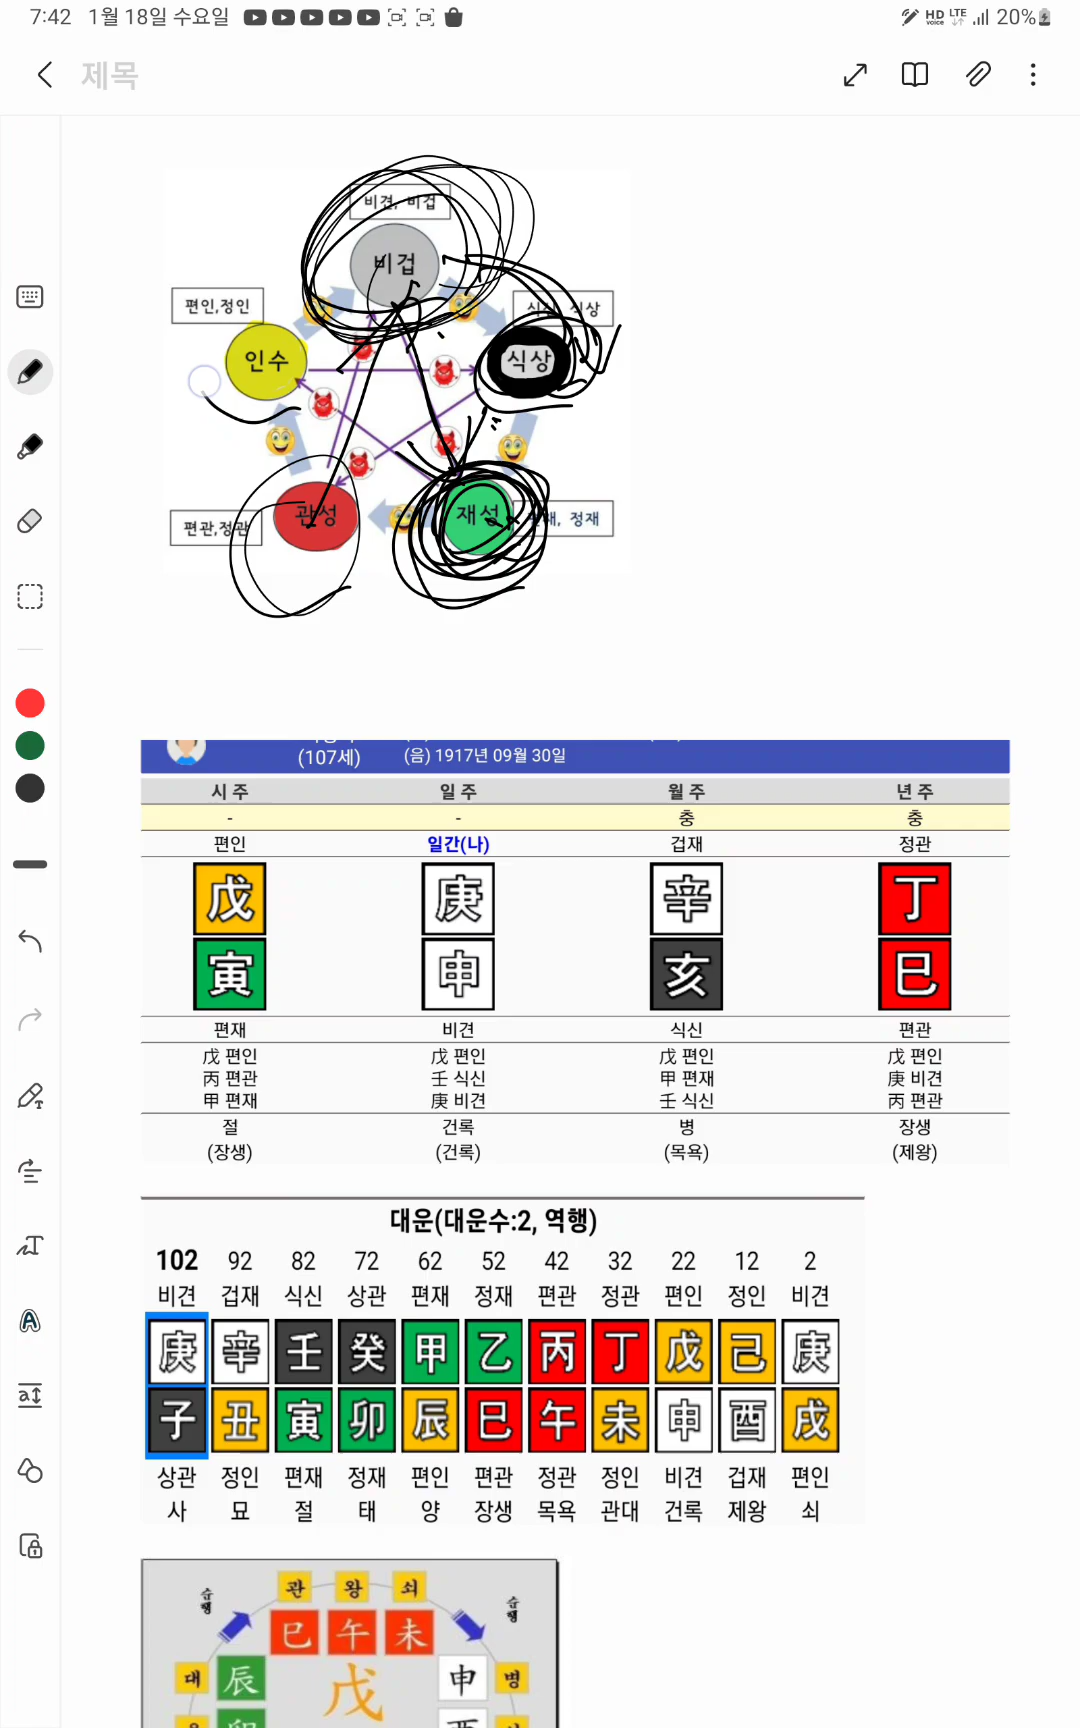 7:42 1월 18일 수요일
HD voice LTE 20%
제목
비견, 비겁
비겁
편인,정인
식상
인수
식상
편관,정관
관성
재성
정재
(107세) (음) 1917년 09월 30일
시주 일주 월주 년주
- - 충 충
편인 일간(나) 겁재 정관
戊 庚 辛 丁
寅 申 亥 巳
편재 비견 식신 편관
戊 편인 戊 편인 戊 편인 戊 편인
丙 편관 壬 식신 甲 편재 庚 비견
甲 편재 庚 비견 壬 식신 丙 편관
절 건록 병 장생
(장생) (건록) (목욕) (제왕)
대운(대운수:2, 역행)
102 92 82 72 62 52 42 32 22 12 2
비견 겁재 식신 상관 편재 정재 편관 정관 편인 정인 비견
庚 辛 壬 癸 甲 乙 丙 丁 戊 己 庚
子 丑 寅 卯 辰 巳 午 未 申 酉 戌
상관 정인 편재 정재 편인 편관 정관 정인 비견 겁재 편인
사 묘 절 태 양 장생 목욕 관대 건록 제왕 쇠
관 왕 쇠
순행 순행
巳 午 未
대 辰 戊 申 병